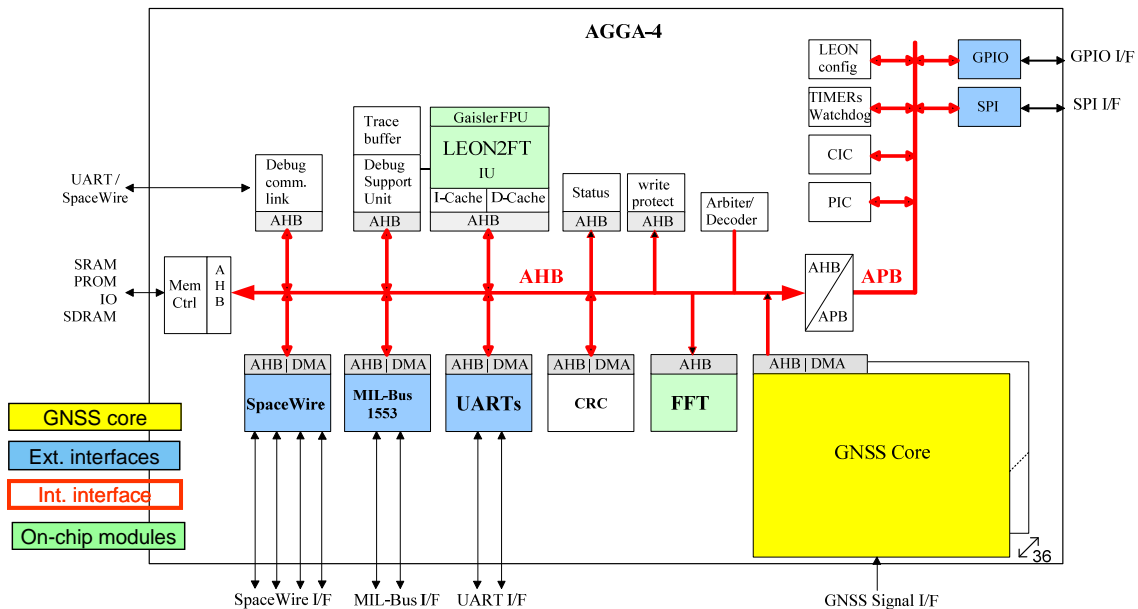 AGGA-4
LEON
config
GPIO
GPIO I/F
TIMERs
Watchdog
SPI
SPI I/F
CIC
PIC
Trace
buffer
Debug
Support
Unit
AHB
Gaisler FPU
LEON2FT
IU
I-Cache
D-Cache
AHB
UART /
SpaceWire
Debug
comm.
link
AHB
Status
AHB
write
protect
AHB
Arbiter/
Decoder
SRAM
PROM
IO
SDRAM
Mem
Ctrl
A
H
B
AHB
AHB
APB
APB
AHB DMA
SpaceWire
AHB DMA
MIL-Bus
1553
AHB DMA
UARTs
AHB DMA
CRC
AHB
FFT
AHB DMA
GNSS Core
36
GNSS core
Ext. interfaces
Int. interface
On-chip modules
SpaceWire I/F
MIL-Bus I/F
UART I/F
GNSS Signal I/F